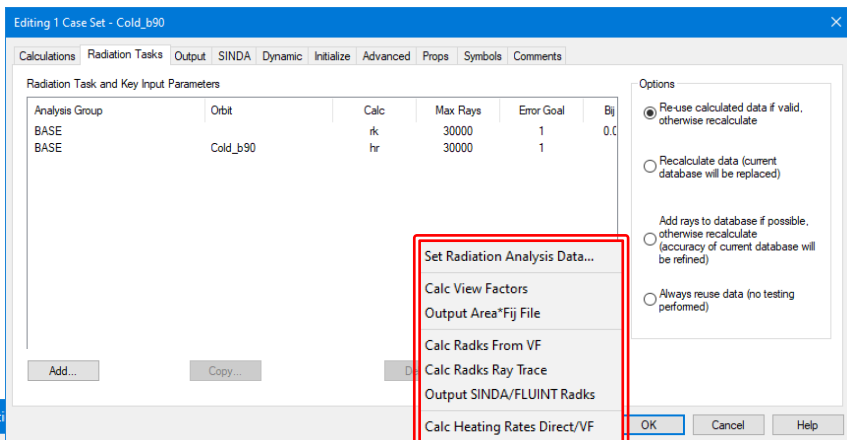 Editing 1 Case Set - Cold_b90
Calculations Radiation Tasks Output SINDA Dynamic Initialize Advanced Props Symbols Comments
Radiation Task and Key Input Parameters
Analysis Group Orbit Calc Max Rays Error Goal Bij
BASE rk 30000 1 0.0
BASE Cold_b90 hr 30000 1
Options
Re-use calculated data if valid,
otherwise recalculate
Recalculate data (current
database will be replaced)
Add rays to database if possible,
otherwise recalculate
(accuracy of current database will
be refined)
Always reuse data (no testing
performed)
Set Radiation Analysis Data...
Calc View Factors
Output Area*Fij File
Calc Radks From VF
Calc Radks Ray Trace
Output SINDA/FLUINT Radks
Calc Heating Rates Direct/VF
Add... Copy...
OK Cancel Help